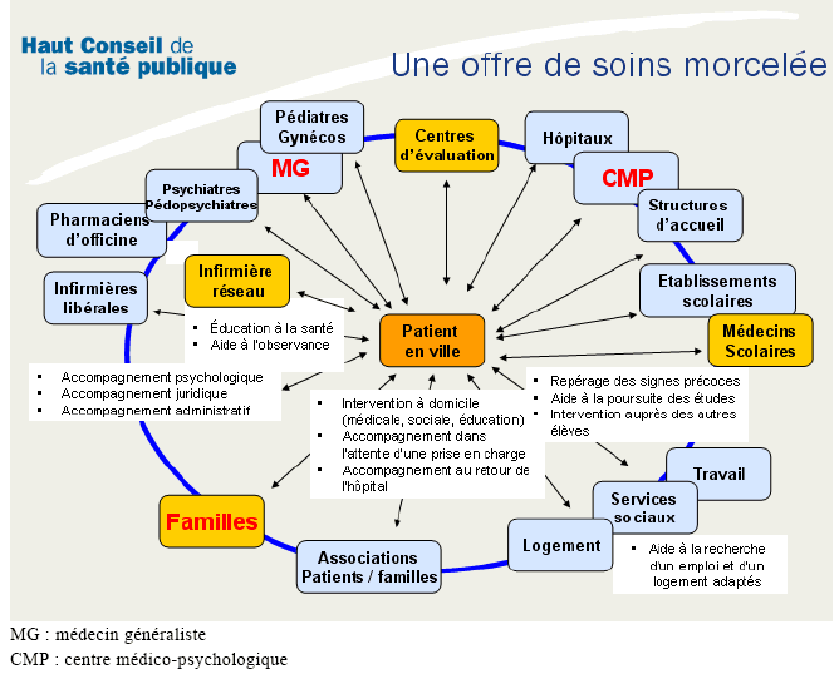 Haut Conseil de
la santé publique
Une offre de soins morcelée
Pédiatres
Gynécos
MG
Centres
d'évaluation
Hôpitaux
CMP
Psychiatres
Pédopsychiatres
Structures
d'accueil
Pharmaciens
d'officine
Infirmières
libérales
Infirmière
réseau
Etablissements
scolaires
Médecins
Scolaires
Patient
en ville
• Éducation à la santé
• Aide à l'observance
• Accompagnement psychologique
• Accompagnement juridique
• Accompagnement administratif
• Intervention à domicile
(médicale, sociale, éducation)
• Accompagnement dans
l'attente d'une prise en charge
• Accompagnement au retour de
l'hôpital
• Repérage des signes précoces
• Aide à la poursuite des études
• Intervention auprès des autres
élèves
Travail
Services
sociaux
Logement
Familles
Associations
Patients / familles
• Aide à la recherche
d'un emploi et d'un
logement adaptés
MG : médecin généraliste
CMP : centre médico-psychologique